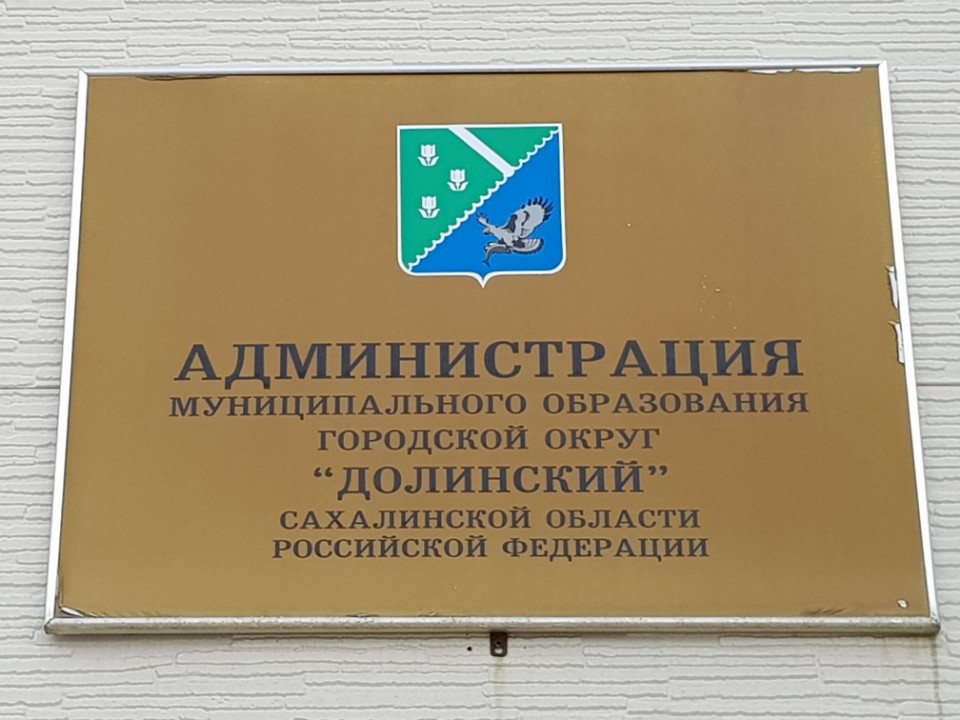 АДМИНИСТРАЦИЯ
МУНИЦИПАЛЬНОГО ОБРАЗОВАНИЯ
ГОРОДСКОЙ ОКРУГ
“ДОЛИНСКИЙ”
САХАЛИНСКОЙ ОБЛАСТИ
РОССИЙСКОЙ ФЕДЕРАЦИИ